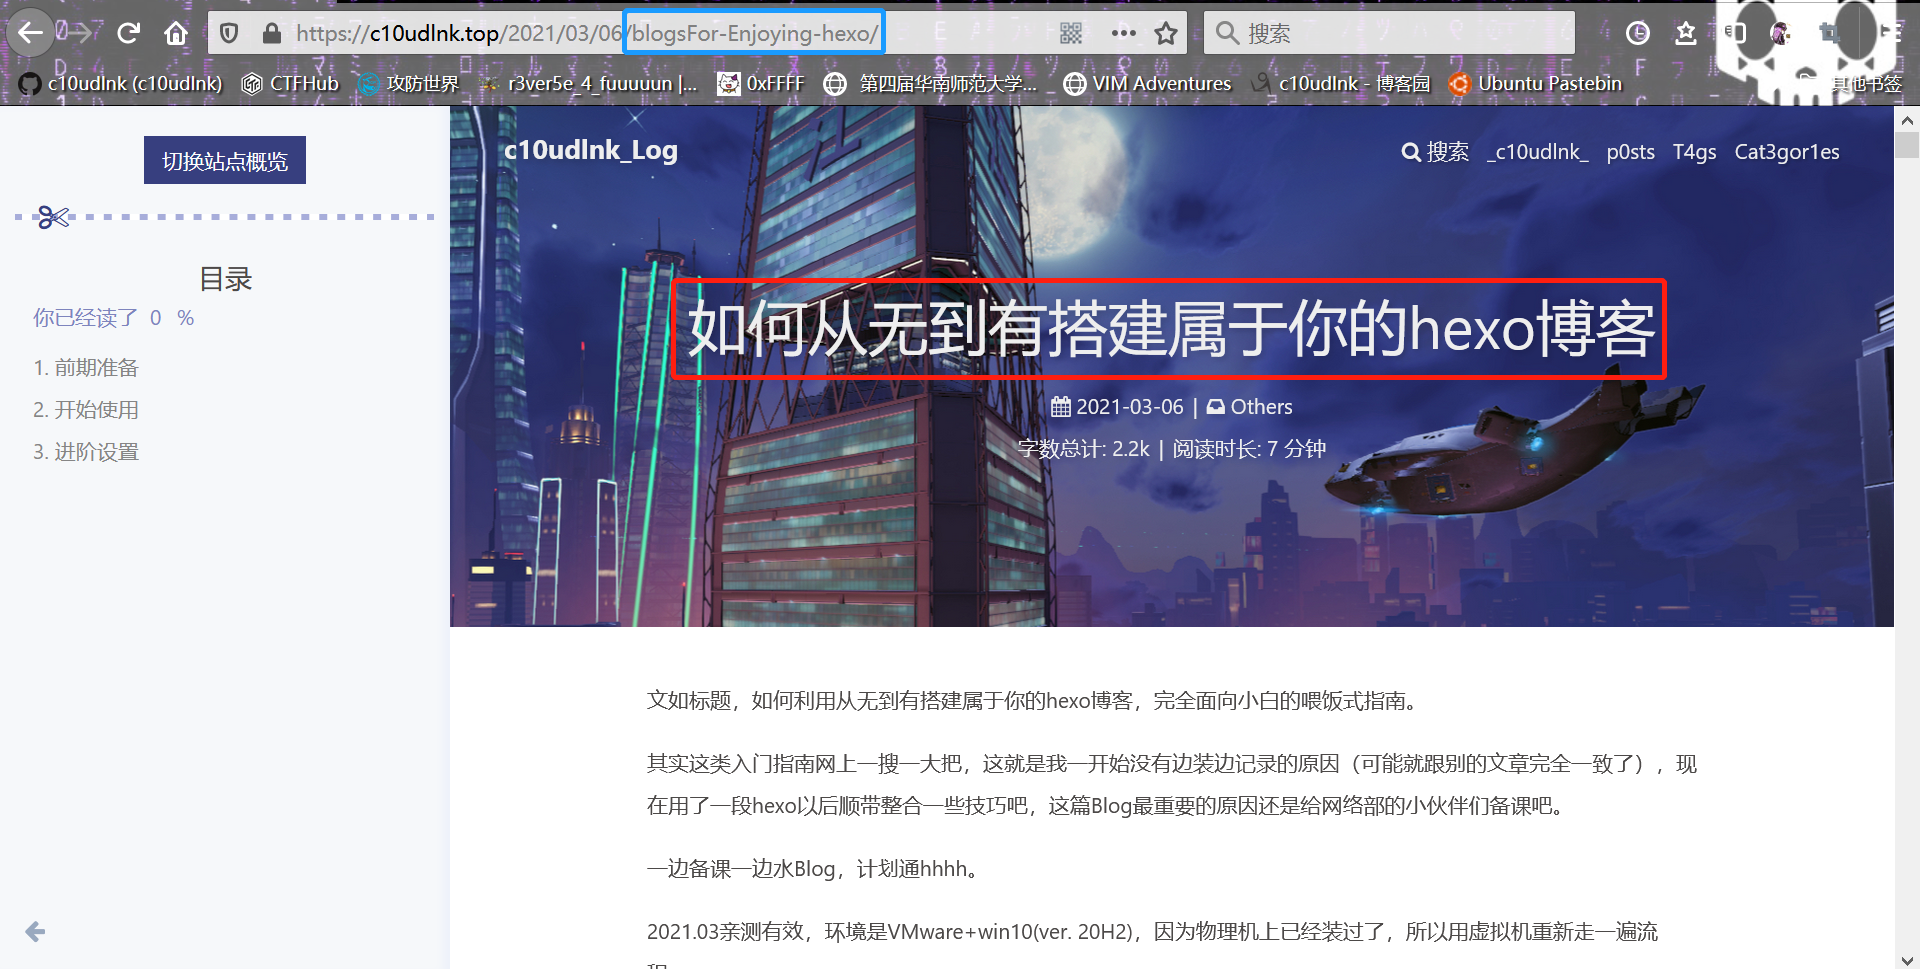 https://c10udlnk.top/2021/03/06/blogsFor-Enjoying-hexo/
搜索
c10udlnk (c10udlnk)
CTFHub
攻防世界
r3ver5e_4_fuuuuun |...
0xFFFF
第四届华南师范大学...
VIM Adventures
c10udlnk - 博客园
Ubuntu Pastebin
其他书签
切换站点概览
目录
你已经读了 0 %
1. 前期准备
2. 开始使用
3. 进阶设置
c10udlnk_Log
搜索
_c10udlnk_
p0sts
T4gs
Cat3gor1es
如何从无到有搭建属于你的hexo博客
2021-03-06 | Others
字数总计: 2.2k | 阅读时长: 7 分钟
文如标题，如何利用从无到有搭建属于你的hexo博客，完全面向小白的喂饭式指南。
其实这类入门指南网上一搜一大把，这就是我一开始没有边装边记录的原因（可能就跟别的文章完全一致了），现
在用了一段hexo以后顺带整合一些技巧吧，这篇Blog最重要的原因还是给网络部的小伙伴们备课吧。
一边备课一边水Blog，计划通hhhh。
2021.03亲测有效，环境是VMware+win10(ver. 20H2)，因为物理机上已经装过了，所以用虚拟机重新走一遍流